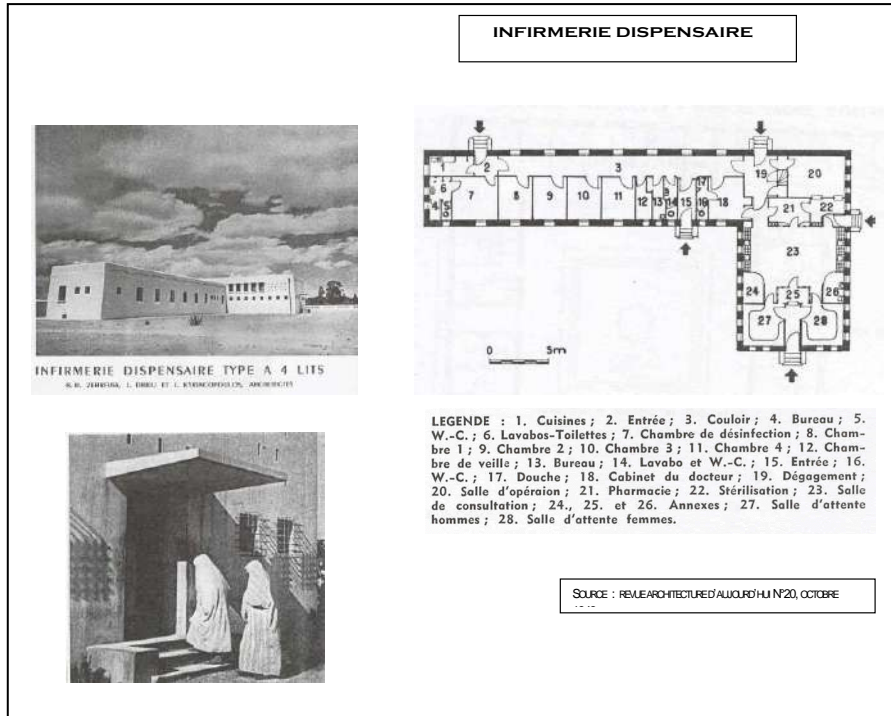 INFIRMERIE DISPENSAIRE
INFIRMERIE DISPENSAIRE TYPE A 4 LITS
ARCHITECTES
1
2
3
19
20
6
4
5
7
8
9
10
11
12
13
14
15
16
17
18
21
22
23
24
25
26
27
28
0 5m
LEGENDE : 1. Cuisines ; 2. Entrée ; 3. Couloir ; 4. Bureau ; 5.
W.-C. ; 6. Lavabos-Toilettes ; 7. Chambre de désinfection ; 8. Cham-
bre 1 ; 9. Chambre 2 ; 10. Chambre 3 ; 11. Chambre 4 ; 12. Cham-
bre de veille ; 13. Bureau ; 14. Lavabo et W.-C. ; 15. Entrée ; 16.
W.-C. ; 17. Douche ; 18. Cabinet du docteur ; 19. Dégagement ;
20. Salle d'opéraion ; 21. Pharmacie ; 22. Stérilisation ; 23. Salle
de consultation ; 24., 25. et 26. Annexes ; 27. Salle d'attente
hommes ; 28. Salle d'attente femmes.
SOURCE : REVUE ARCHITECTURE D'AUJOURD'HUI N°20, OCTOBRE